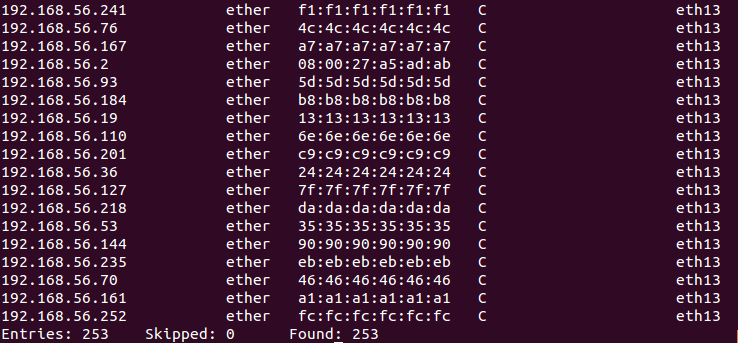 192.168.56.241 ether f1:f1:f1:f1:f1:f1 C eth13
192.168.56.76 ether 4c:4c:4c:4c:4c:4c C eth13
192.168.56.167 ether a7:a7:a7:a7:a7:a7 C eth13
192.168.56.2 ether 08:00:27:a5:ad:ab C eth13
192.168.56.93 ether 5d:5d:5d:5d:5d:5d C eth13
192.168.56.184 ether b8:b8:b8:b8:b8:b8 C eth13
192.168.56.19 ether 13:13:13:13:13:13 C eth13
192.168.56.110 ether 6e:6e:6e:6e:6e:6e C eth13
192.168.56.201 ether c9:c9:c9:c9:c9:c9 C eth13
192.168.56.36 ether 24:24:24:24:24:24 C eth13
192.168.56.127 ether 7f:7f:7f:7f:7f:7f C eth13
192.168.56.218 ether da:da:da:da:da:da C eth13
192.168.56.53 ether 35:35:35:35:35:35 C eth13
192.168.56.144 ether 90:90:90:90:90:90 C eth13
192.168.56.235 ether eb:eb:eb:eb:eb:eb C eth13
192.168.56.70 ether 46:46:46:46:46:46 C eth13
192.168.56.161 ether a1:a1:a1:a1:a1:a1 C eth13
192.168.56.252 ether fc:fc:fc:fc:fc:fc C eth13
Entries: 253 Skipped: 0 Found: 253